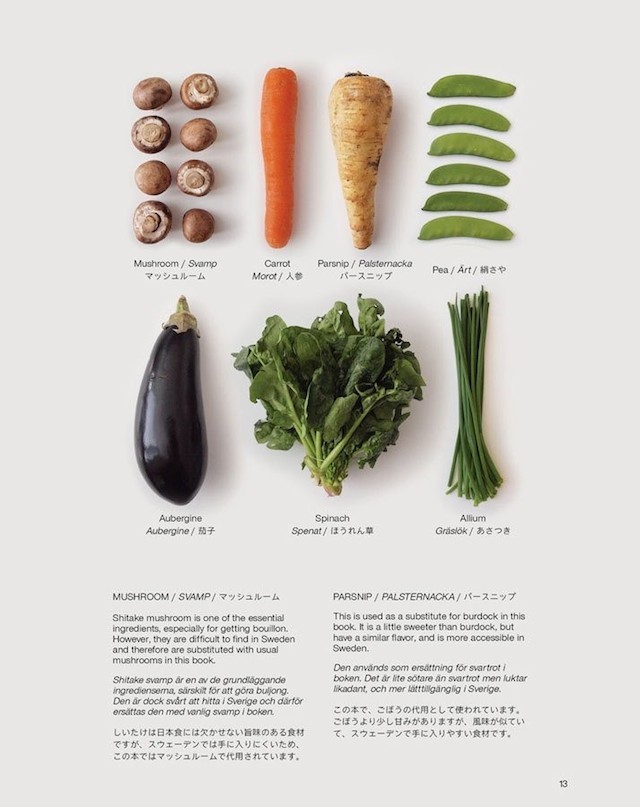 Mushroom / Svamp
マッシュルーム
Carrot
Morot / 人参
Parsnip / Palsternacka
パースニップ
Pea / Ärt / 絹さや
Aubergine
Aubergine / 茄子
Spinach
Spenat / ほうれん草
Allium
Gräslök / あさつき
MUSHROOM / SVAMP / マッシュルーム
Shitake mushroom is one of the essential
ingredients, especially for getting bouillon.
However, they are difficult to find in Sweden
and therefore are substituted with usual
mushrooms in this book.
Shitake svamp är en av de grundläggande
ingredienserna, särskilt för att göra buljong.
Den är dock svårt att hitta i Sverige och därför
ersättas den med vanlig svamp i boken.
しいたけは日本食には欠かせない旨味のある食材
ですが、スウェーデンでは手に入りにくいため、
この本ではマッシュルームで代用されています。
PARSNIP / PALSTERNACKA / パースニップ
This is used as a substitute for burdock in this
book. It is a little sweeter than burdock, but
have a similar flavor, and is more accessible in
Sweden.
Den används som ersättning för svartrot i
boken. Det är lite sötare än svartrot men luktar
likadant, och mer lätttillgänglig i Sverige.
この本で、ごぼうの代用として使われています。
ごぼうより少し甘みがありますが、風味が似てい
て、スウェーデンで手に入りやすい食材です。
13